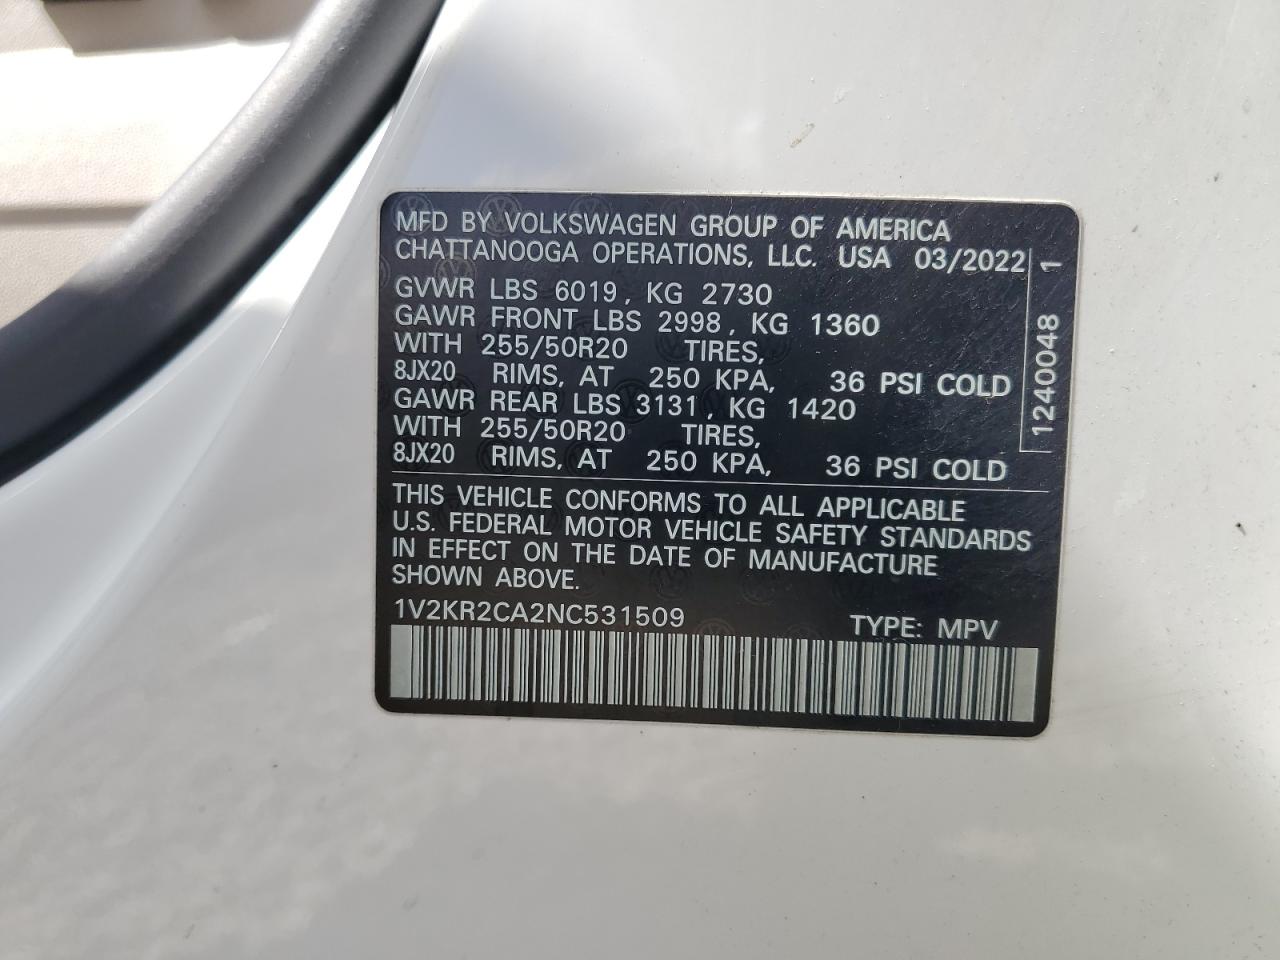 MFD BY VOLKSWAGEN GROUP OF AMERICA
CHATTANOOGA OPERATIONS, LLC. USA 03/2022
GVWR LBS 6019, KG 2730
GAWR FRONT LBS 2998, KG 1360
WITH 255/50R20 TIRES,
8JX20 RIMS, AT 250 KPA, 36 PSI COLD
GAWR REAR LBS 3131, KG 1420
WITH 255/50R20 TIRES,
8JX20 RIMS, AT 250 KPA, 36 PSI COLD
THIS VEHICLE CONFORMS TO ALL APPLICABLE
U.S. FEDERAL MOTOR VEHICLE SAFETY STANDARDS
IN EFFECT ON THE DATE OF MANUFACTURE
SHOWN ABOVE.
1V2KR2CA2NC531509 TYPE: MPV
1240048 1